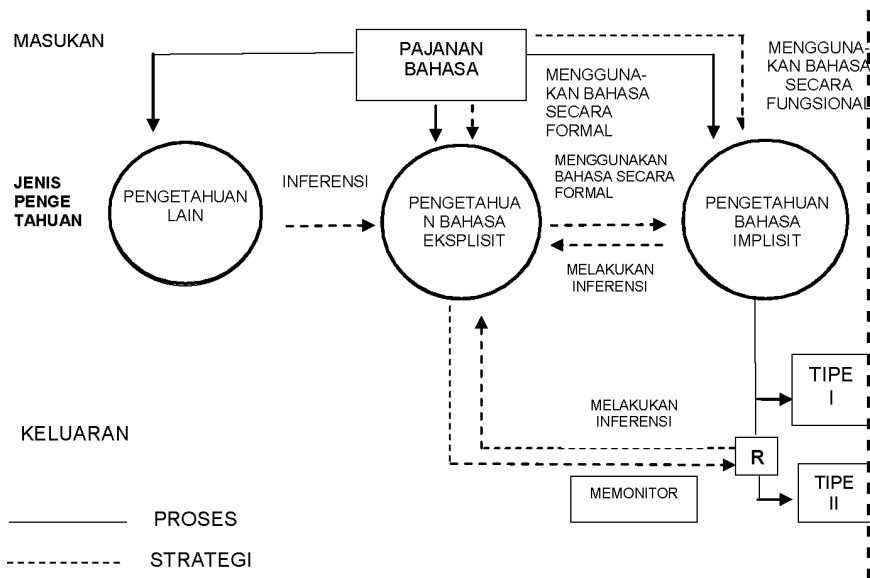 MASUKAN
PAJANAN
BAHASA
MENGGUNA-
KAN BAHASA
SECARA
FUNGSIONAL
MENGGUNA-
KAN BAHASA
SECARA
FORMAL
JENIS
PENGE
TAHUAN
PENGETAHUAN
LAIN
INFERENSI
PENGETAHUA
N BAHASA
EKSPLISIT
MENGGUNAKAN
BAHASA SECARA
FORMAL
MELAKUKAN
INFERENSI
PENGETAHUAN
BAHASA
IMPLISIT
TIPE
I
MELAKUKAN
INFERENSI
KELUARAN
R
MEMONITOR
TIPE
II
PROSES
STRATEGI